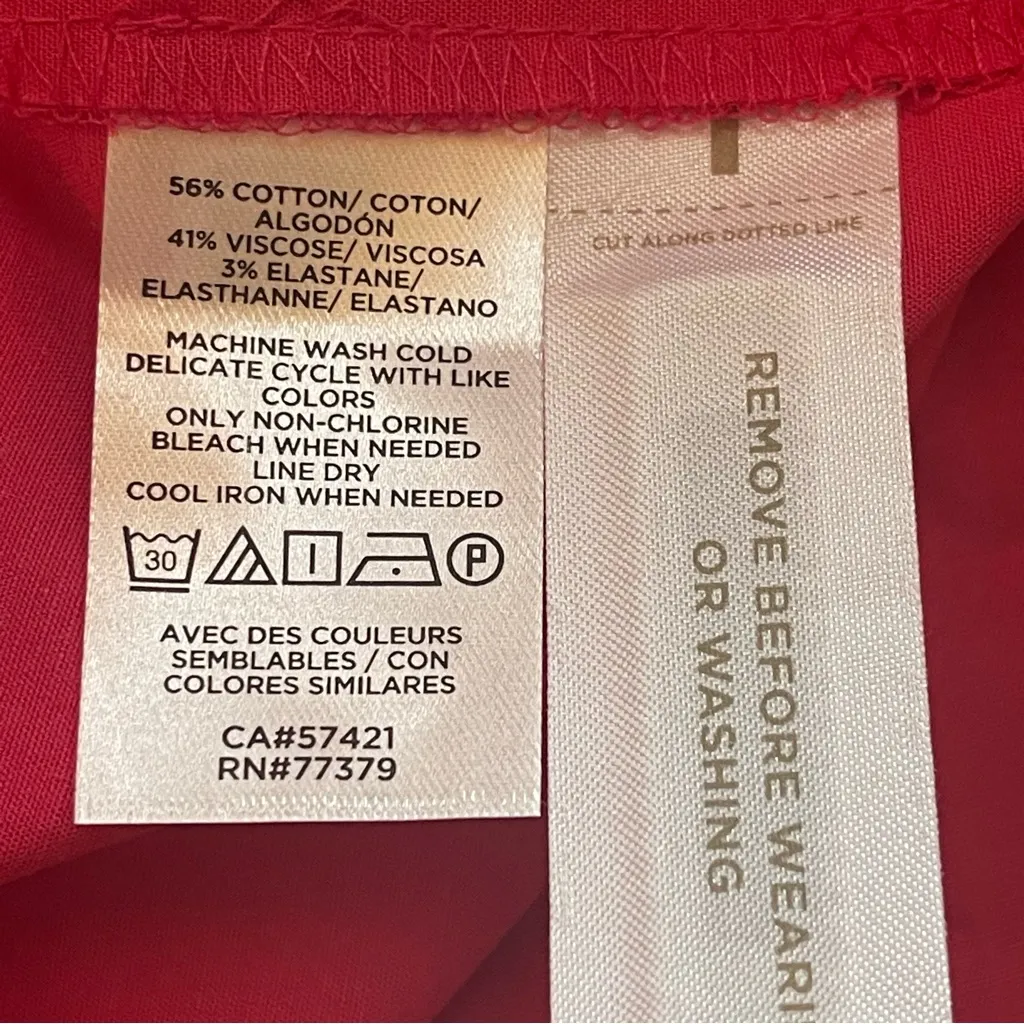 56% COTTON/ COTON/
ALGODÓN
41% VISCOSE/ VISCOSA
3% ELASTANE/
ELASTHANNE/ ELASTANO
MACHINE WASH COLD
DELICATE CYCLE WITH LIKE
COLORS
ONLY NON-CHLORINE
BLEACH WHEN NEEDED
LINE DRY
COOL IRON WHEN NEEDED
30 P
AVEC DES COULEURS
SEMBLABLES / CON
COLORES SIMILARES
CA#57421
RN#77379
CUT ALONG DOTTED LINE
REMOVE BEFORE WEARI
OR WASHING